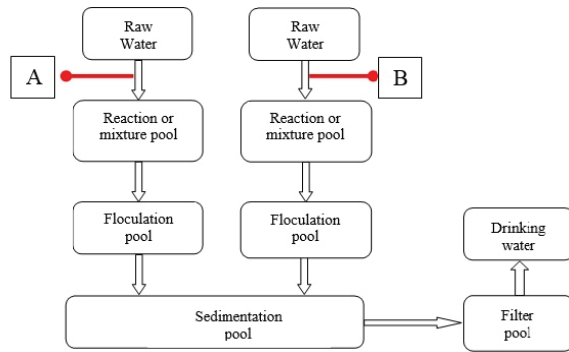 Raw
Water
Raw
Water
A
B
Reaction or
mixture pool
Reaction or
mixture pool
Floculation
pool
Floculation
pool
Drinking
water
Sedimentation
pool
Filter
pool